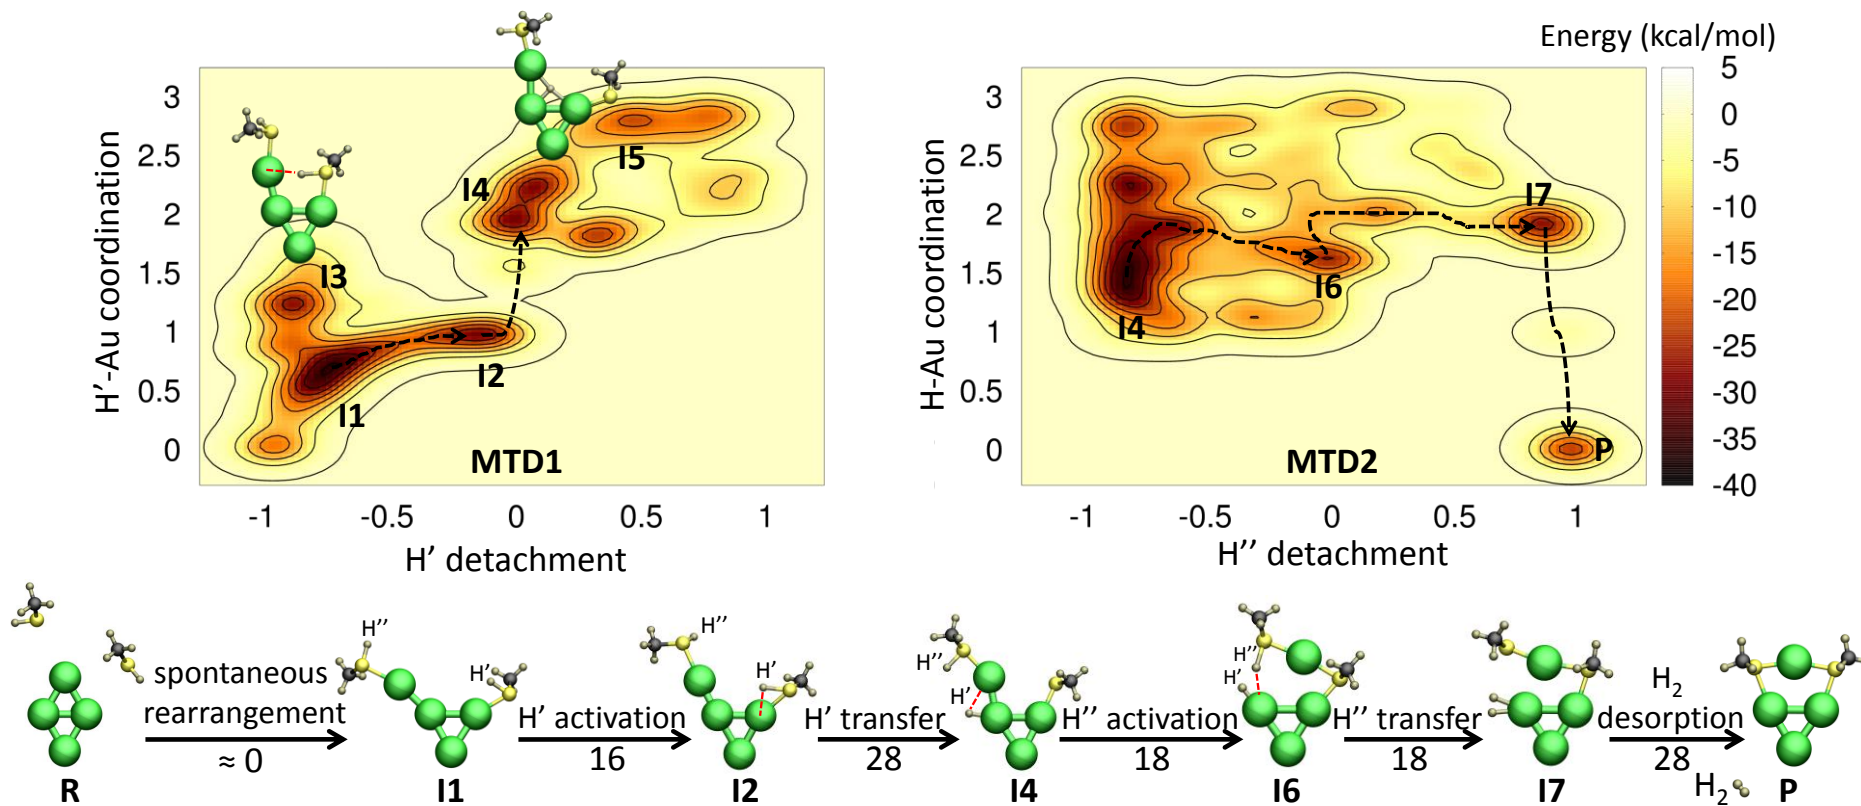 Energy (kcal/mol)
H'-Au coordination
3
2.5
2
1.5
1
0.5
0
I3
I4
I5
I1
I2
MTD1
-1
-0.5
0
0.5
1
H' detachment
H-Au coordination
3
2.5
2
1.5
1
0.5
0
I4
I6
I7
P
MTD2
-1
-0.5
0
0.5
1
H'' detachment
5
0
-5
-10
-15
-20
-25
-30
-35
-40
R
spontaneous
rearrangement
≈ 0
H''
H'
I1
H' activation
16
H''
H'
I2
H' transfer
28
H''
H'
I4
H'' activation
18
H''
H'
I6
H'' transfer
18
I7
H2
desorption
28
H2
P